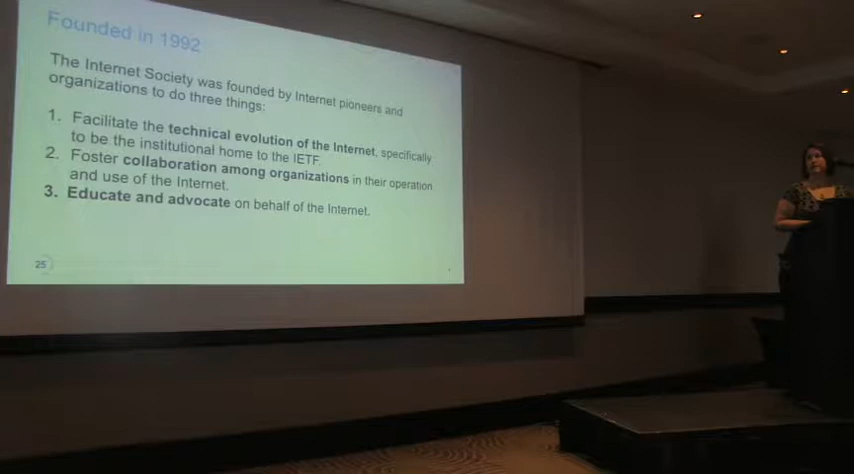 Founded in 1992
The Internet Society was founded by Internet pioneers and
organizations to do three things:
1. Facilitate the technical evolution of the Internet, specifically
to be the institutional home to the IETF.
2. Foster collaboration among organizations in their operation
and use of the Internet.
3. Educate and advocate on behalf of the Internet.
25